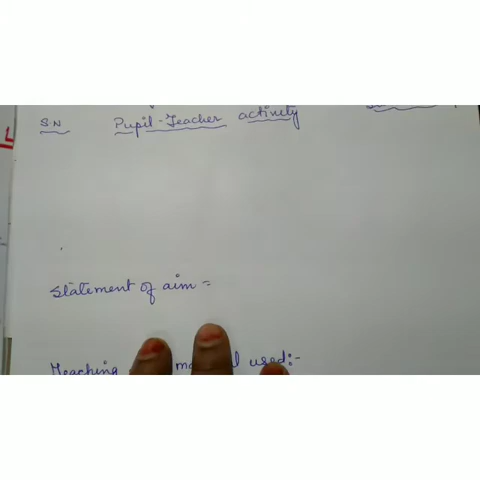 S.N Pupil-Teacher activity
Statement of aim =
Teaching used:-